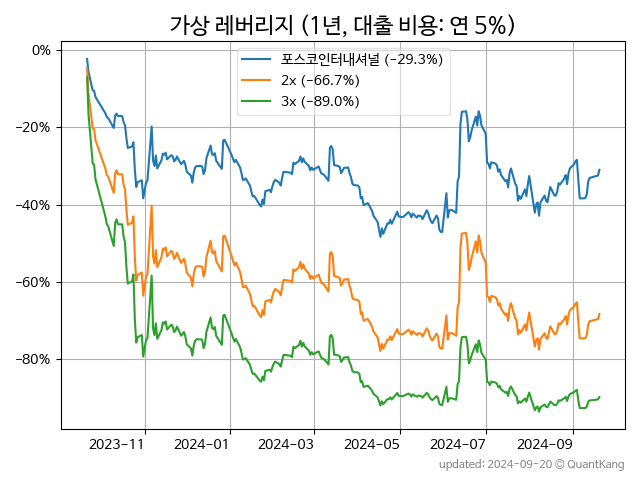 가상 레버리지 (1년, 대출 비용: 연 5%)
포스코인터내셔널 (-29.3%)
2x (-66.7%)
3x (-89.0%)
0%
-20%
-40%
-60%
-80%
2023-11 2024-01 2024-03 2024-05 2024-07 2024-09
updated: 2024-09-20 © QuantKang